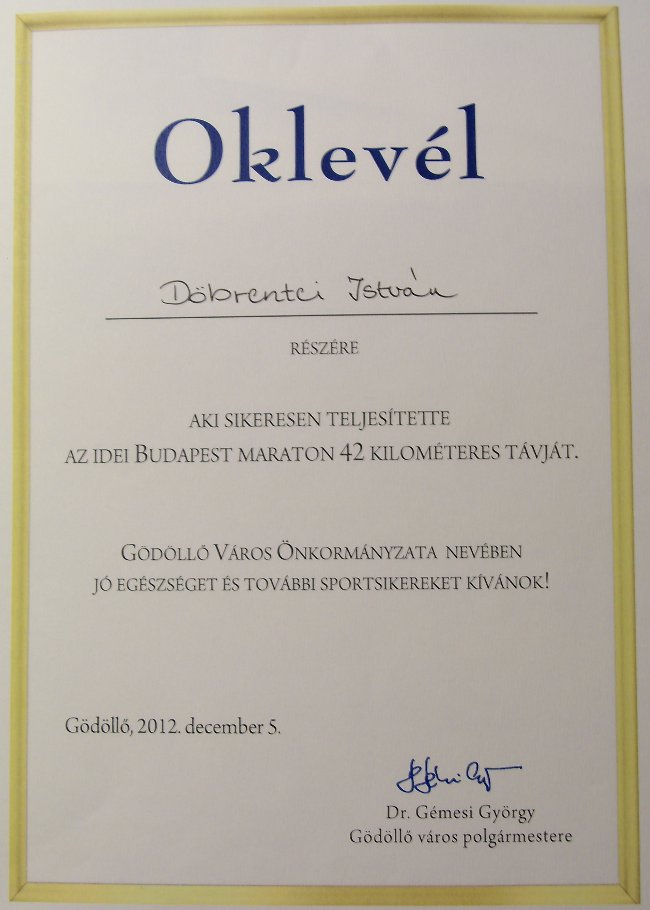 Oklevél
Döbrentei István
RÉSZÉRE
AKI SIKERESEN TELJESÍTETTE
AZ IDEI BUDAPEST MARATON 42 KILOMÉTERES TÁVJÁT.
GÖDÖLLŐ VÁROS ÖNKORMÁNYZATA NEVÉBEN
JÓ EGÉSZSÉGET ÉS TOVÁBBI SPORTSIKEREKET KÍVÁNOK!
Gödöllő, 2012. december 5.
Dr. Gémesi György
Gödöllő város polgármestere